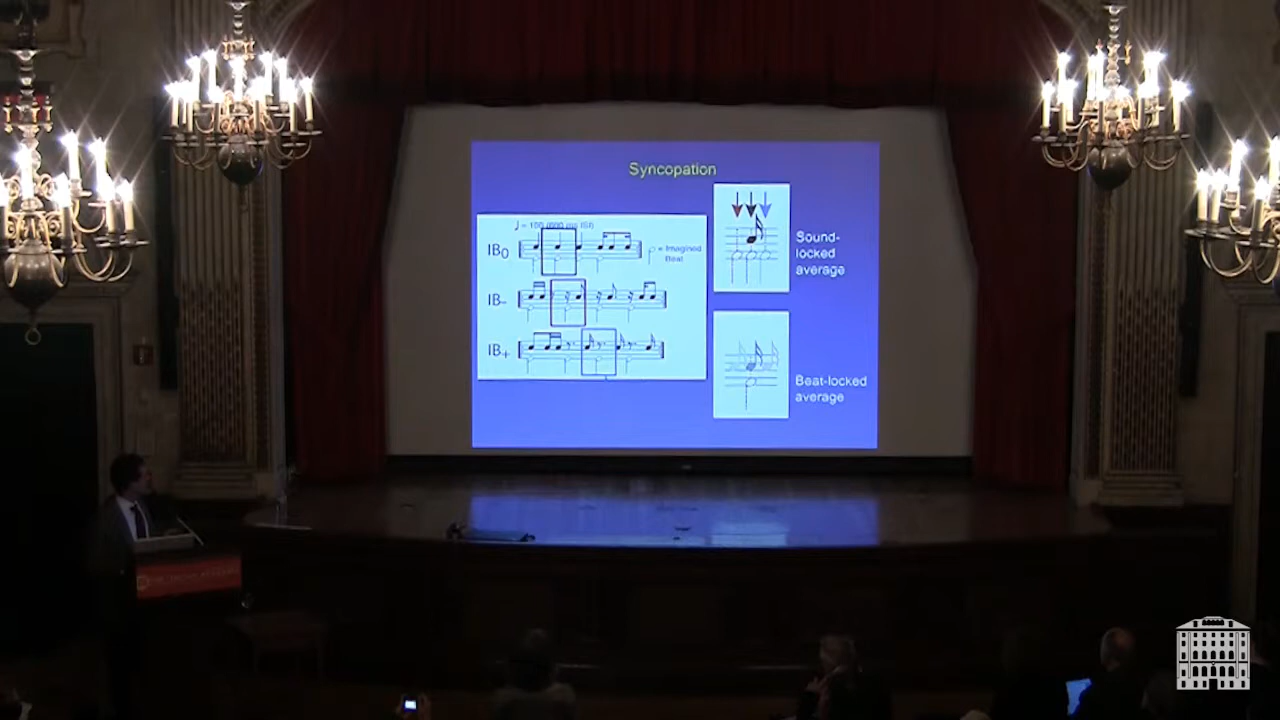 Syncopation
IB0
= Imagined
Beat
IB-
IB+
Sound-
locked
average
Beat-locked
average